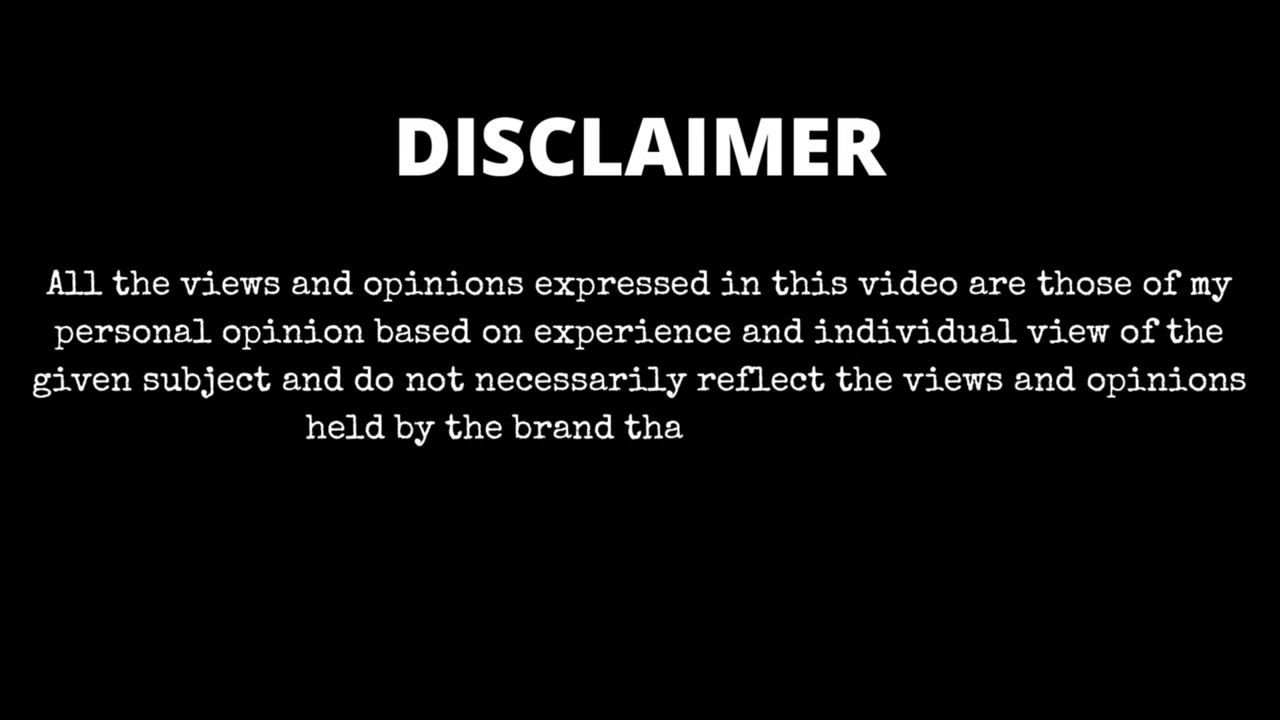 DISCLAIMER
All the views and opinions expressed in this video are those of my
personal opinion based on experience and individual view of the
given subject and do not necessarily reflect the views and opinions
held by the brand tha